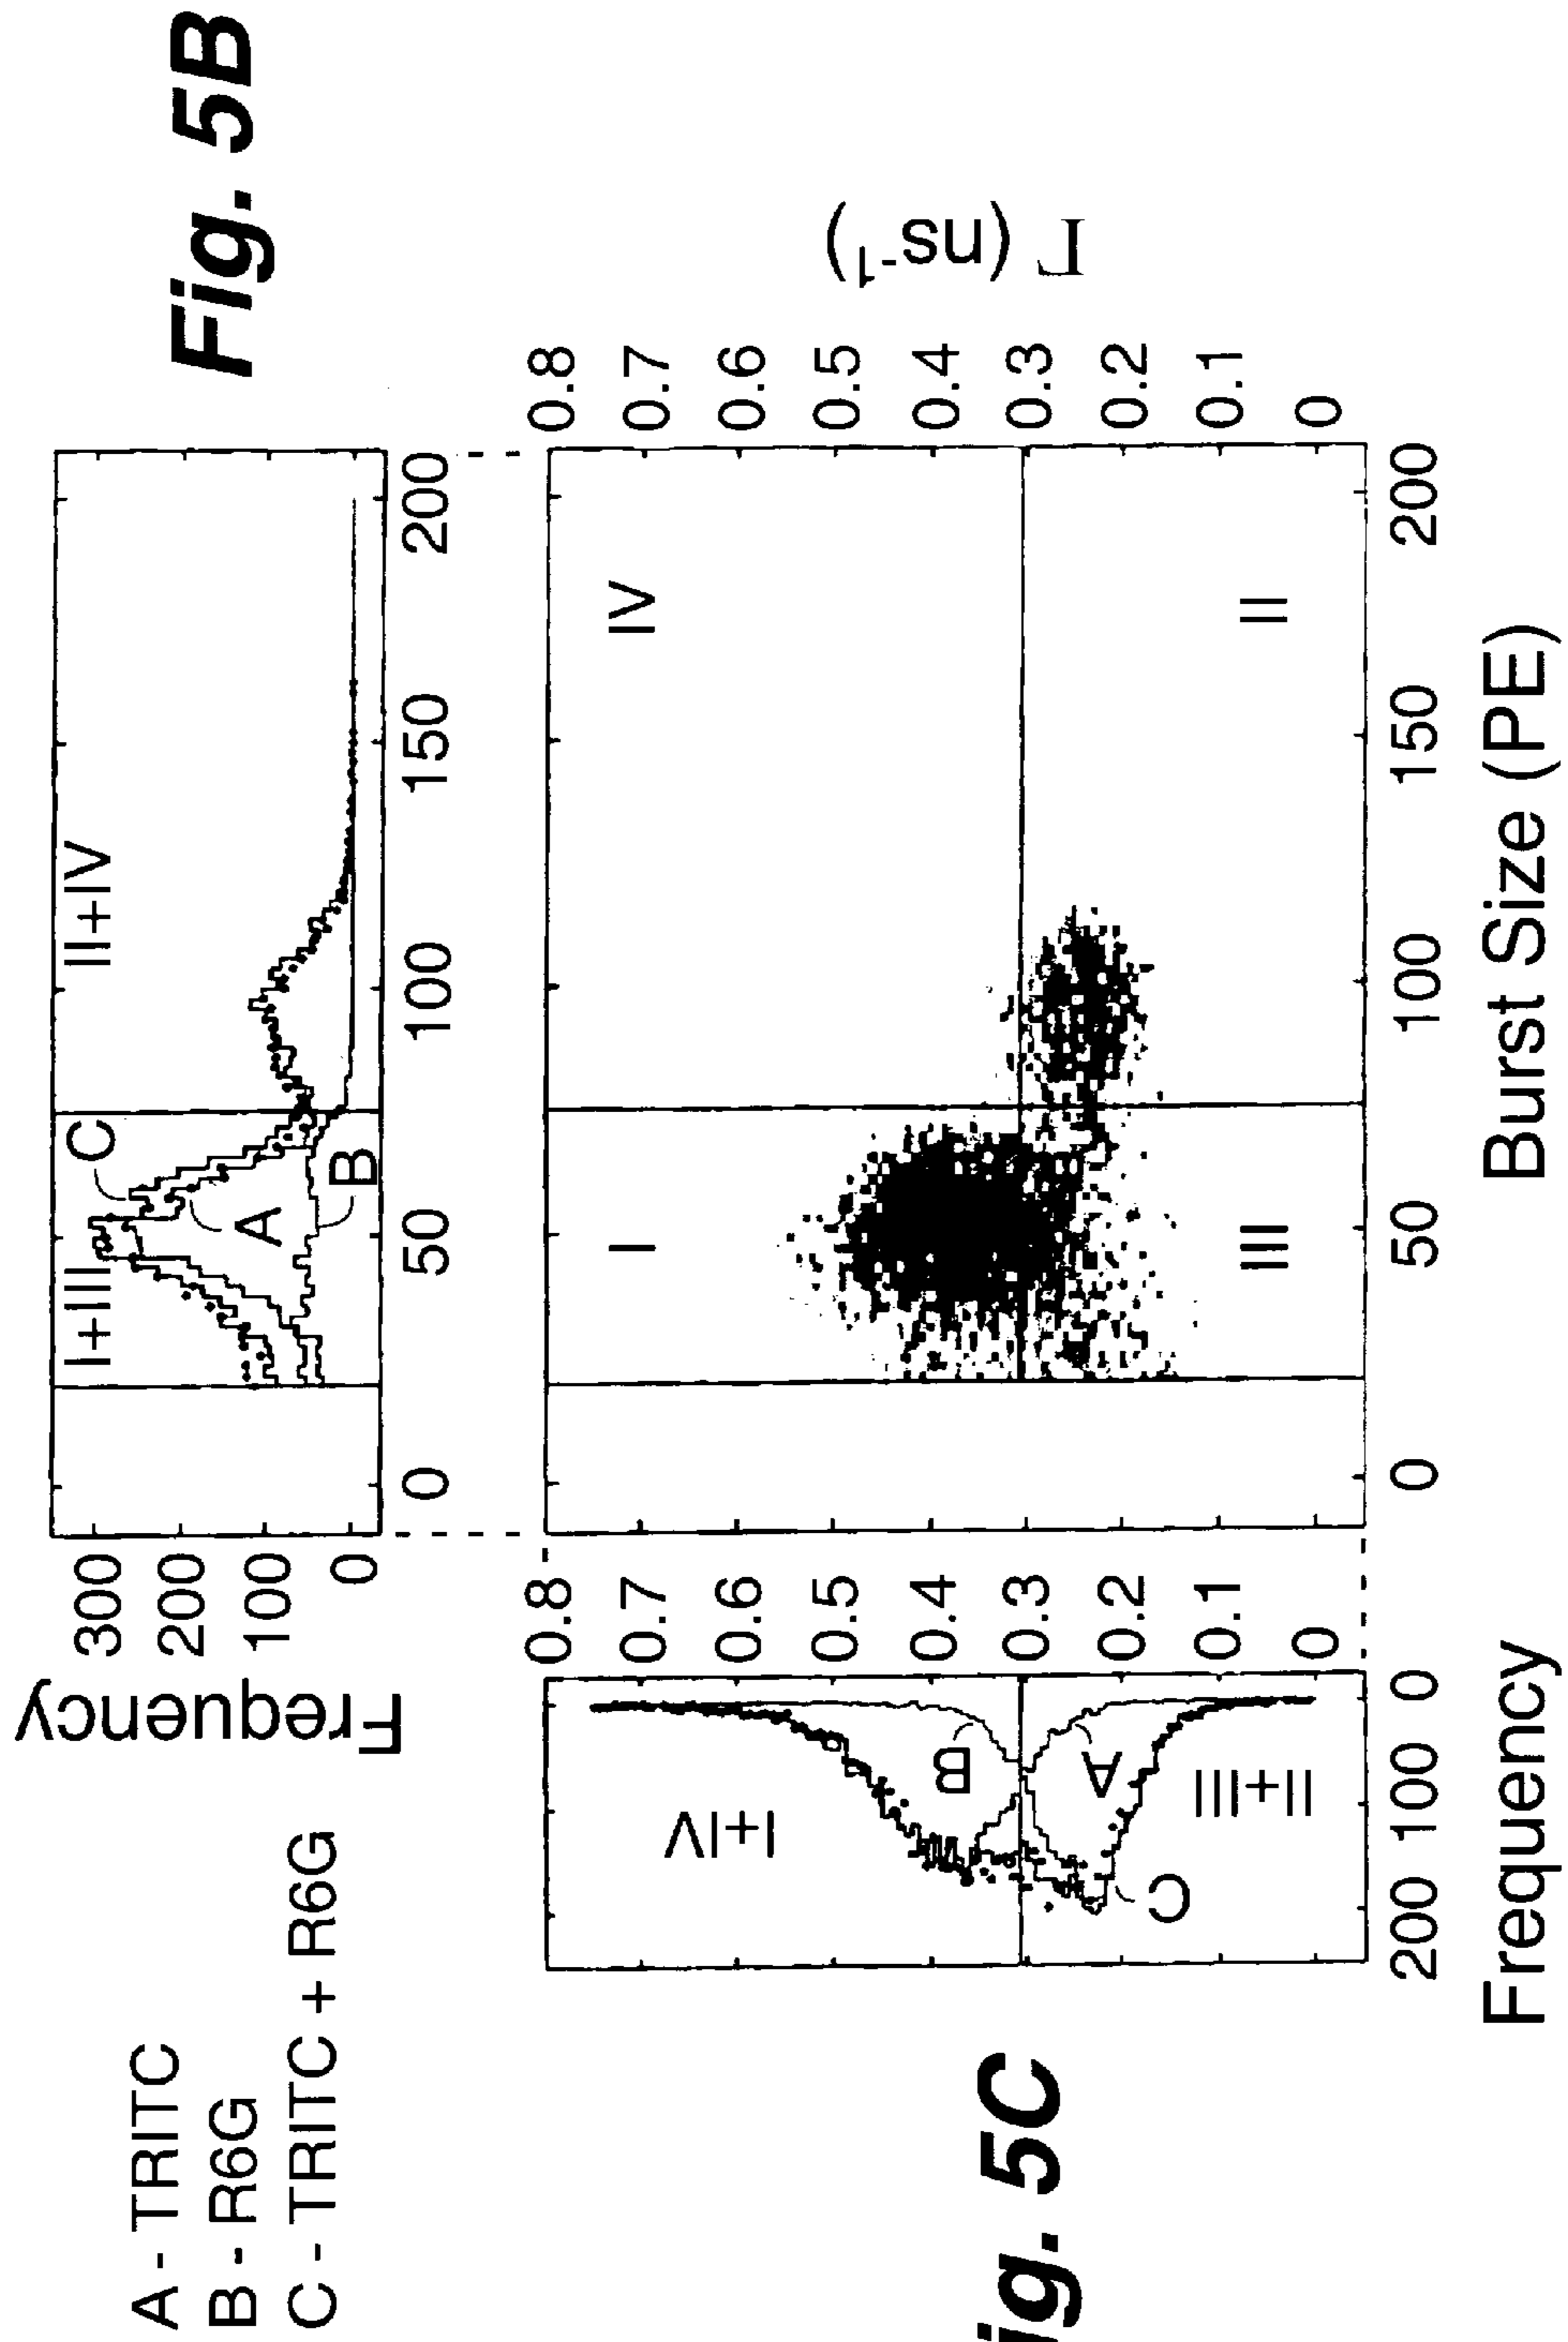 A - TRITC
B - R6G
C - TRITC + R6G
Frequency
300
200
100
0
I+III
II+IV
C
A
B
0 50 100 150 200
Fig. 5B
ig. 5C
I+IV
B
A
C
II+III
200 100 0
Frequency
0.8
0.7
0.6
0.5
0.4
0.3
0.2
0.1
0
I
IV
III
II
0 50 100 150 200
Burst Size (PE)
0.8
0.7
0.6
0.5
0.4
0.3
0.2
0.1
0
Γ (ns-1)